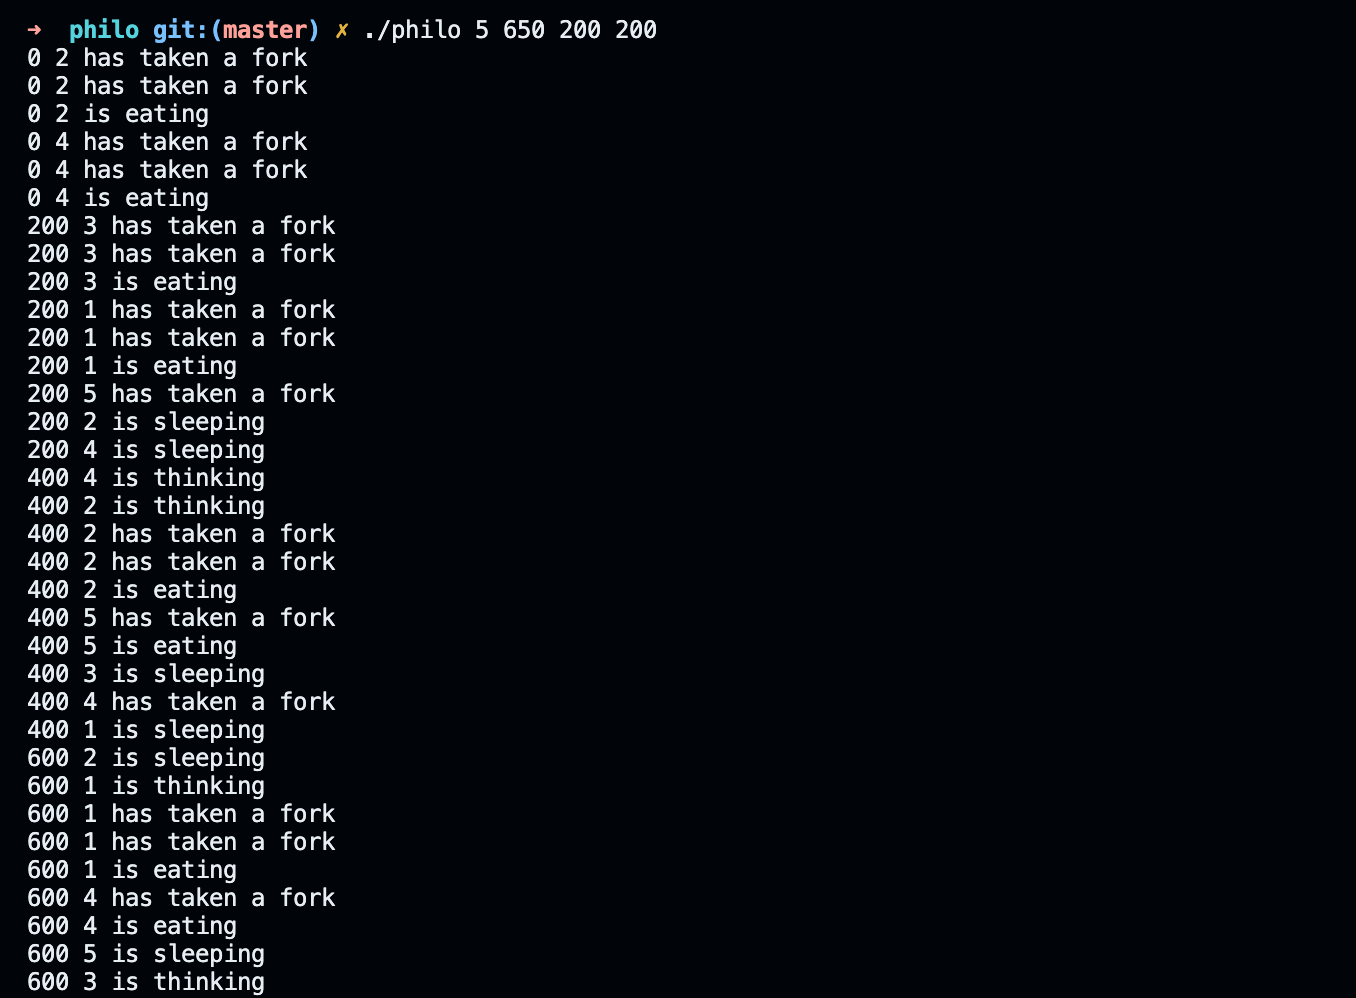 ➜  philo git:(master) ✗ ./philo 5 650 200 200
0 2 has taken a fork
0 2 has taken a fork
0 2 is eating
0 4 has taken a fork
0 4 has taken a fork
0 4 is eating
200 3 has taken a fork
200 3 has taken a fork
200 3 is eating
200 1 has taken a fork
200 1 has taken a fork
200 1 is eating
200 5 has taken a fork
200 2 is sleeping
200 4 is sleeping
400 4 is thinking
400 2 is thinking
400 2 has taken a fork
400 2 has taken a fork
400 2 is eating
400 5 has taken a fork
400 5 is eating
400 3 is sleeping
400 4 has taken a fork
400 1 is sleeping
600 2 is sleeping
600 1 is thinking
600 1 has taken a fork
600 1 has taken a fork
600 1 is eating
600 4 has taken a fork
600 4 is eating
600 5 is sleeping
600 3 is thinking